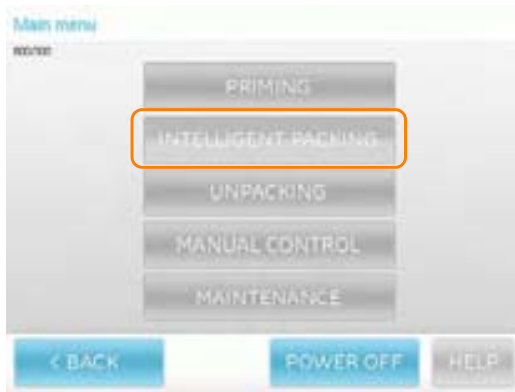 Main menu
PRIMING
INTELLIGENT PACKING
UNPACKING
MANUAL CONTROL
MAINTENANCE
< BACK
POWER OFF
HELP